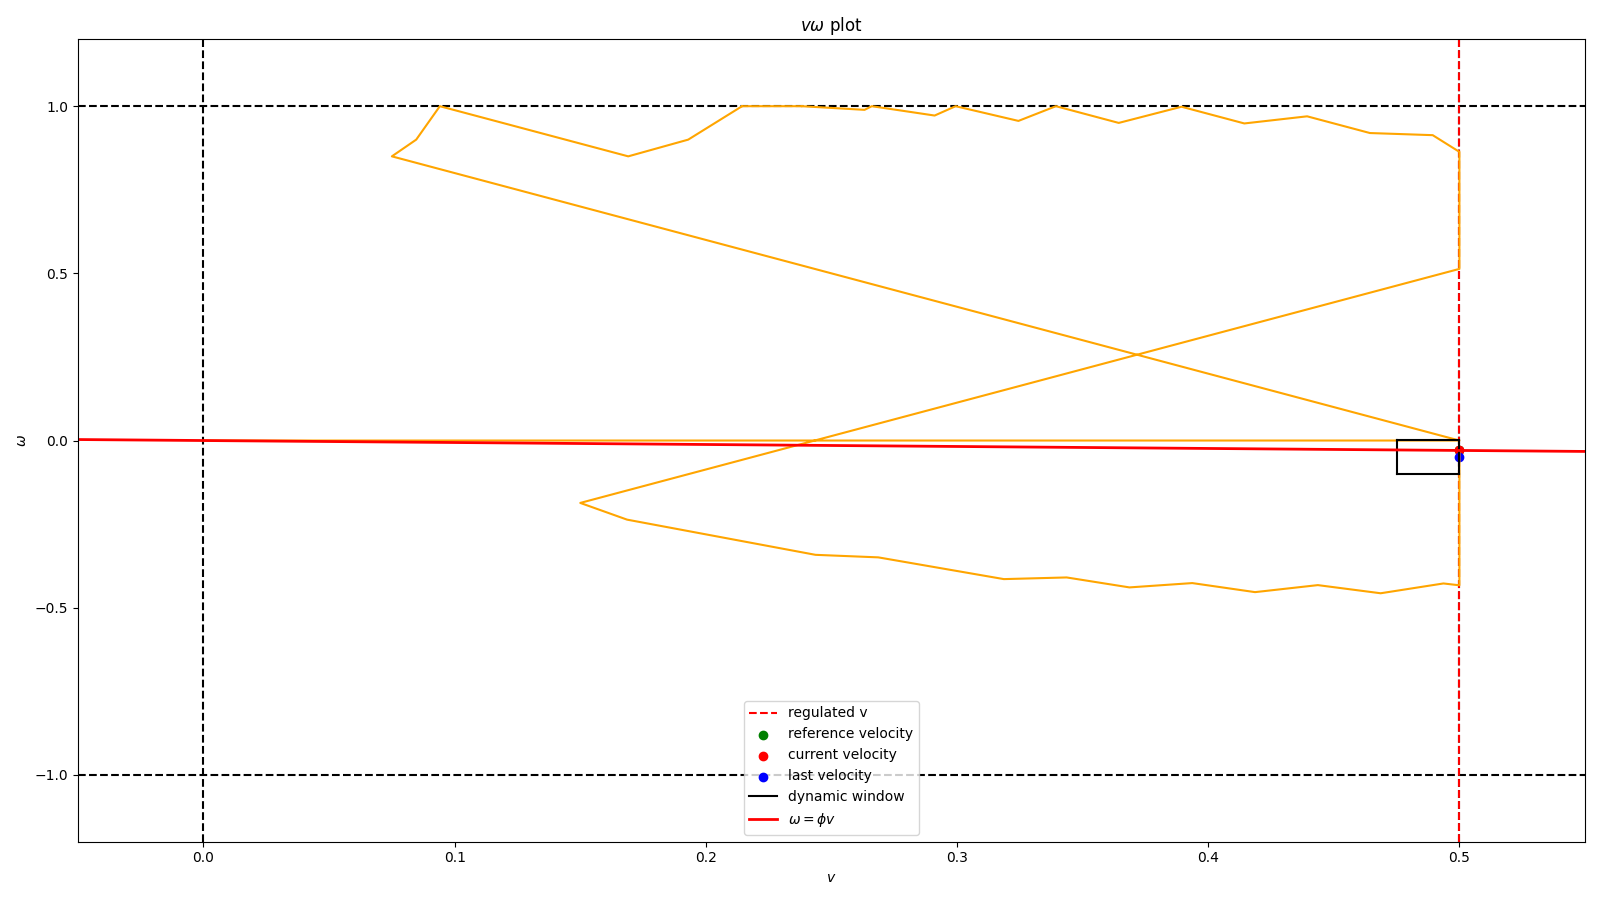 vω plot
1.0
0.5
0.0
−0.5
−1.0
ω
0.0 0.1 0.2 0.3 0.4 0.5
v
regulated v
reference velocity
current velocity
last velocity
dynamic window
ω = ϕv